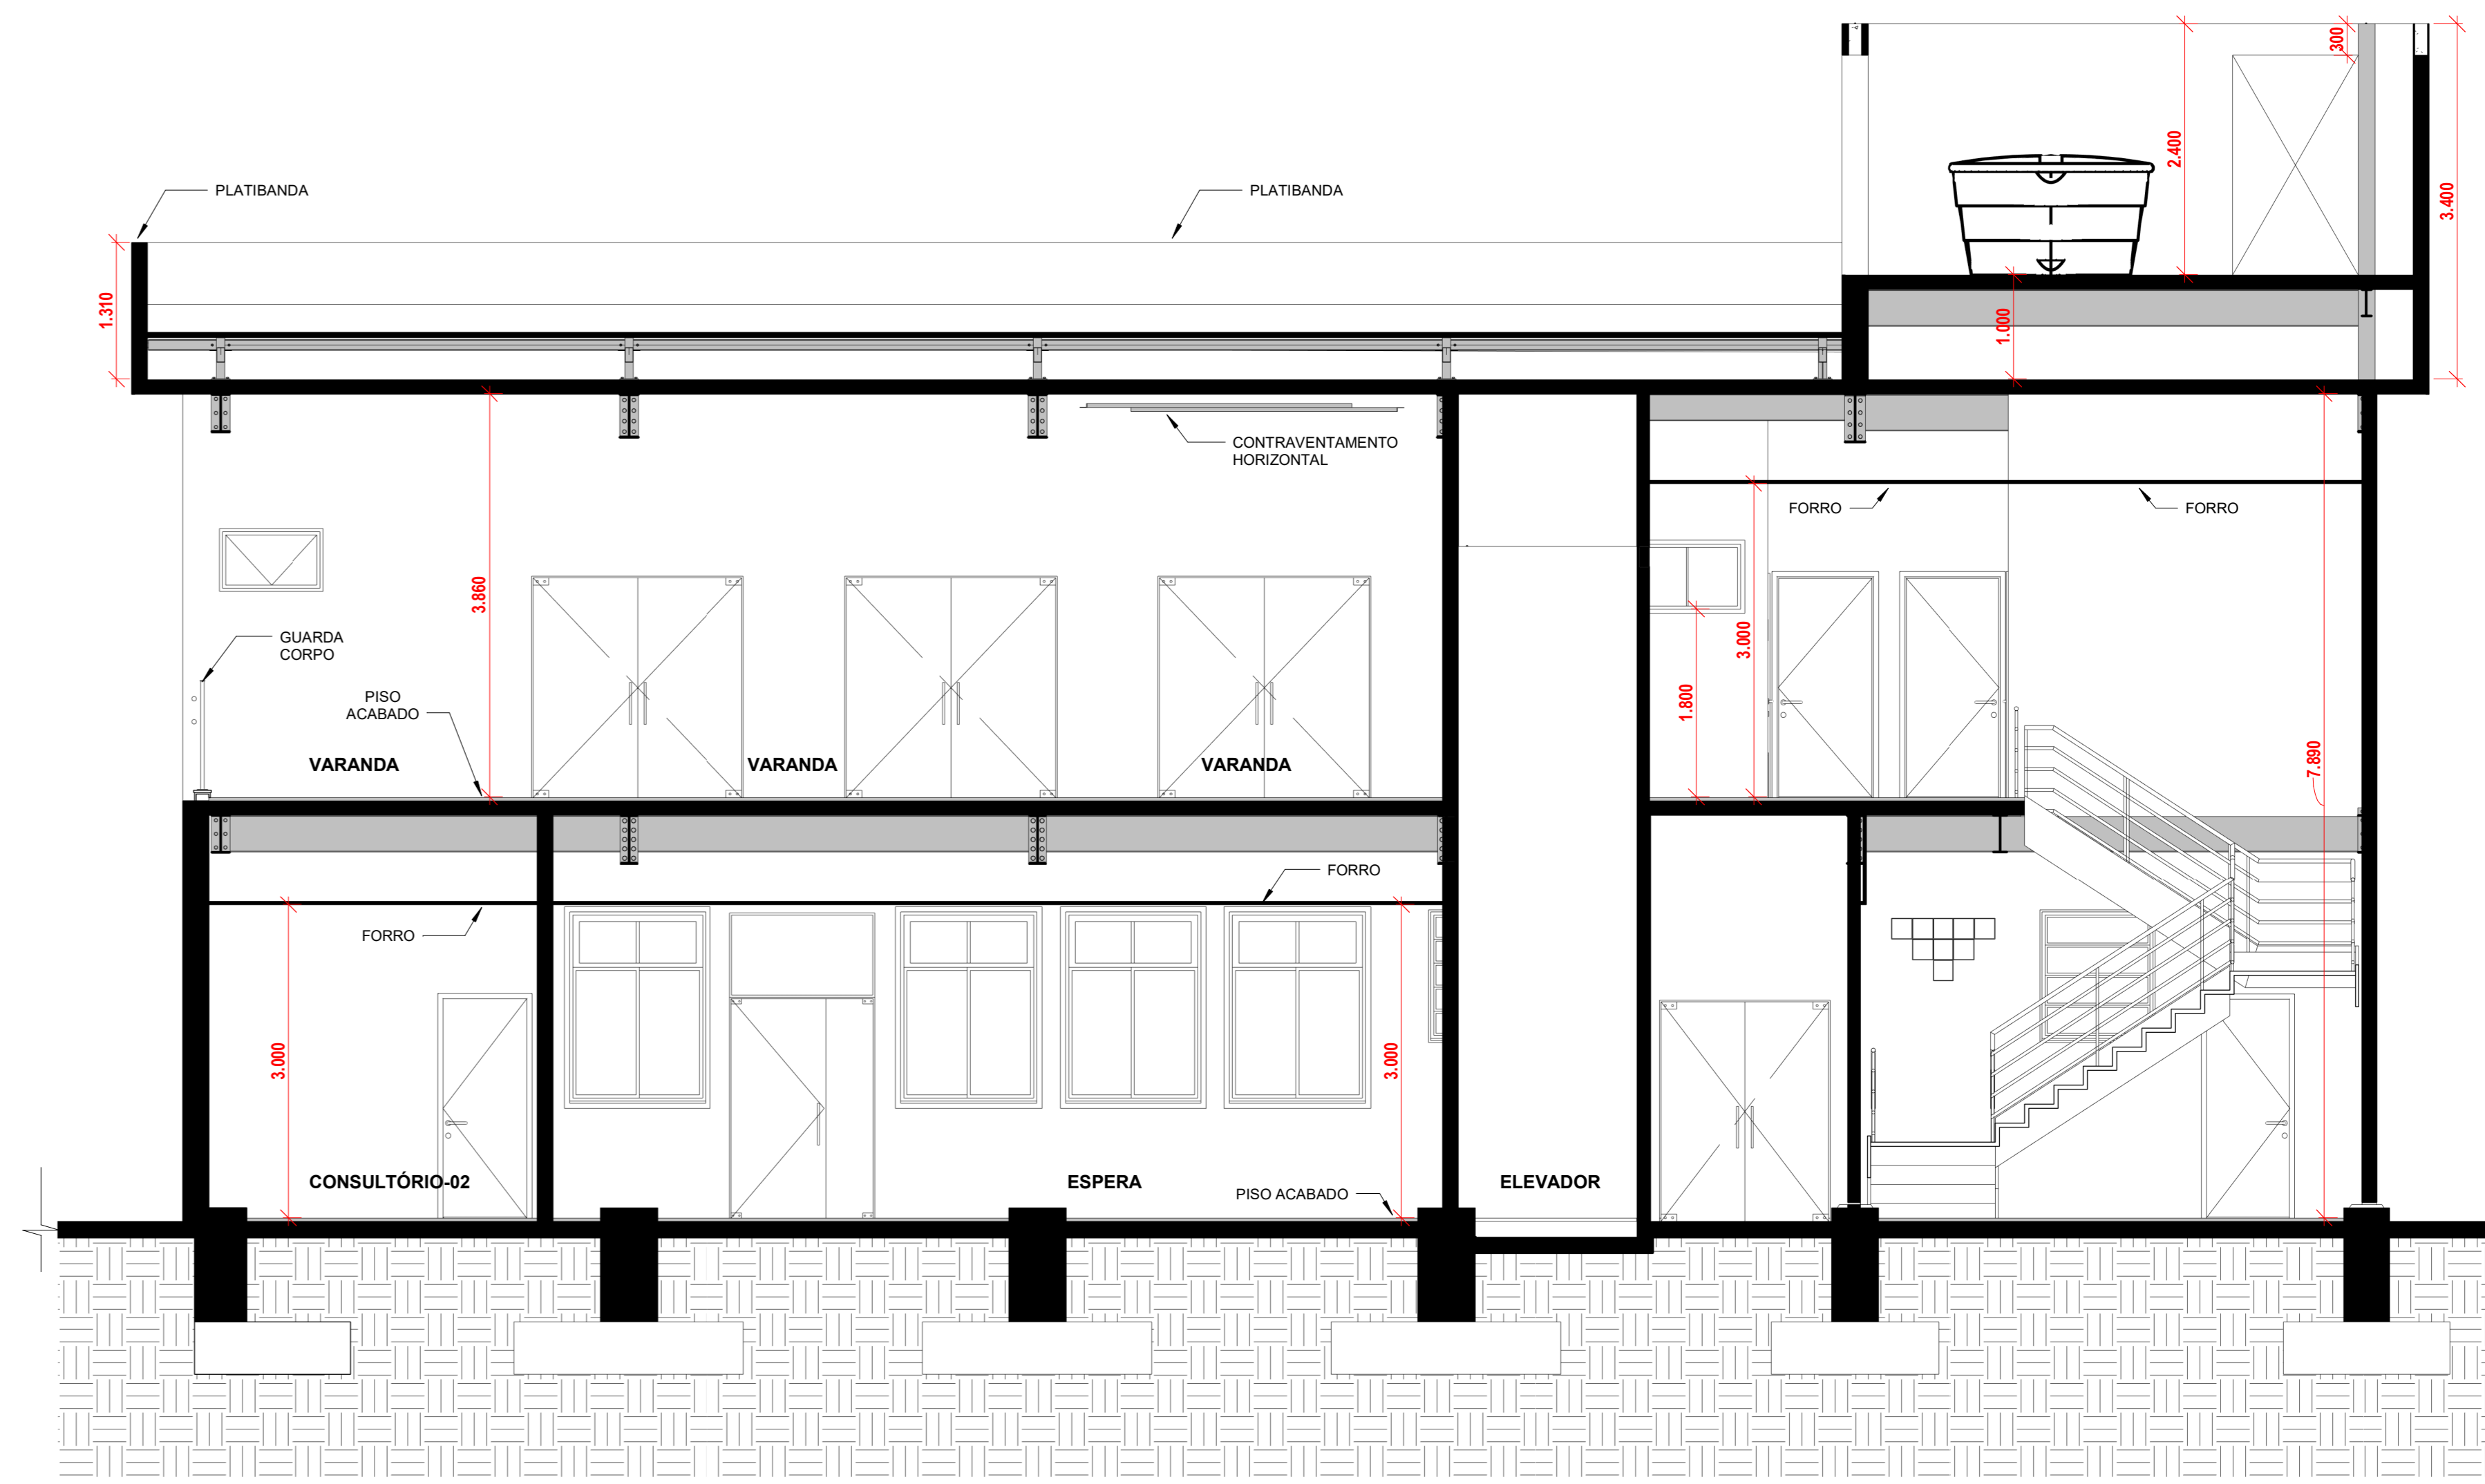 300
2.400
3.400
PLATIBANDA
PLATIBANDA
1.310
1.000
CONTRAVENTAMENTO
HORIZONTAL
FORRO
FORRO
3.860
GUARDA
CORPO
3.000
1.800
PISO
ACABADO
7.890
VARANDA
VARANDA
VARANDA
FORRO
FORRO
3.000
3.000
CONSULTÓRIO-02
ESPERA
ELEVADOR
PISO ACABADO